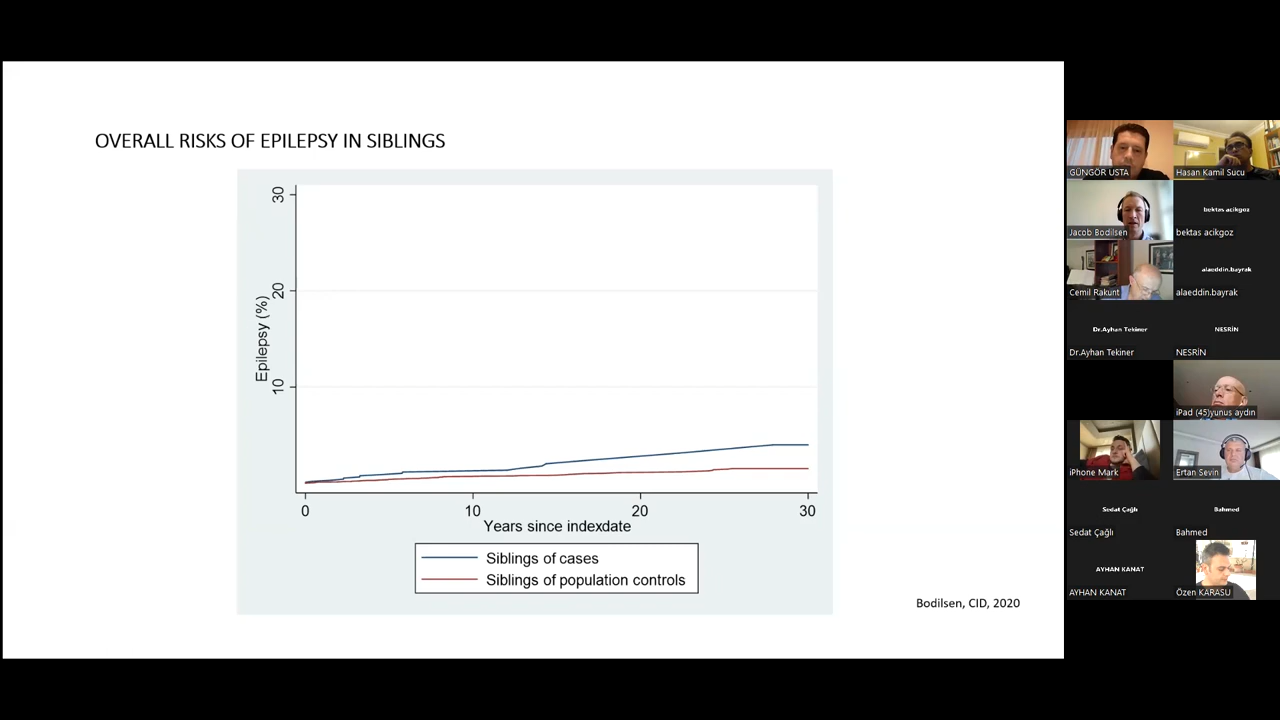 OVERALL RISKS OF EPILEPSY IN SIBLINGS
30
20
10
Epilepsy (%)
0
10
20
30
Years since indexdate
Siblings of cases
Siblings of population controls
Bodilsen, CID, 2020
GÜNGÖR USTA
Hasan Kamil Sucu
Jacob Bodilsen
bektas acikgoz
bektas acikgoz
Cemil Rakunt
alaeddin.bayrak
alaeddin.bayrak
Dr.Ayhan Tekiner
Dr.Ayhan Tekiner
NESRİN
NESRİN
iPad (45)yunus aydın
iPhone Mark
Ertan Sevin
Sedat Çağlı
Sedat Çağlı
Bahmed
Bahmed
AYHAN KANAT
AYHAN KANAT
Özen KARASU